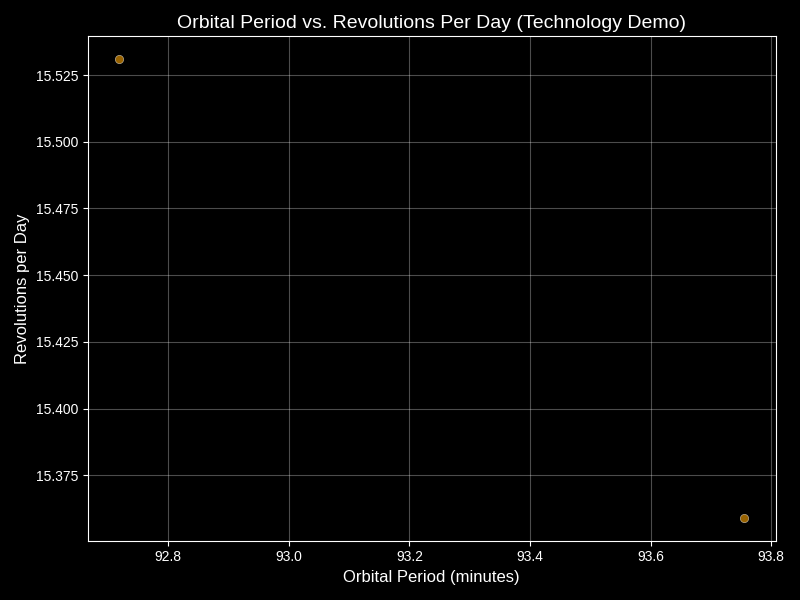 Orbital Period vs. Revolutions Per Day (Technology Demo)
15.525
15.500
15.475
15.450
15.425
15.400
15.375
Revolutions per Day
92.8 93.0 93.2 93.4 93.6 93.8
Orbital Period (minutes)